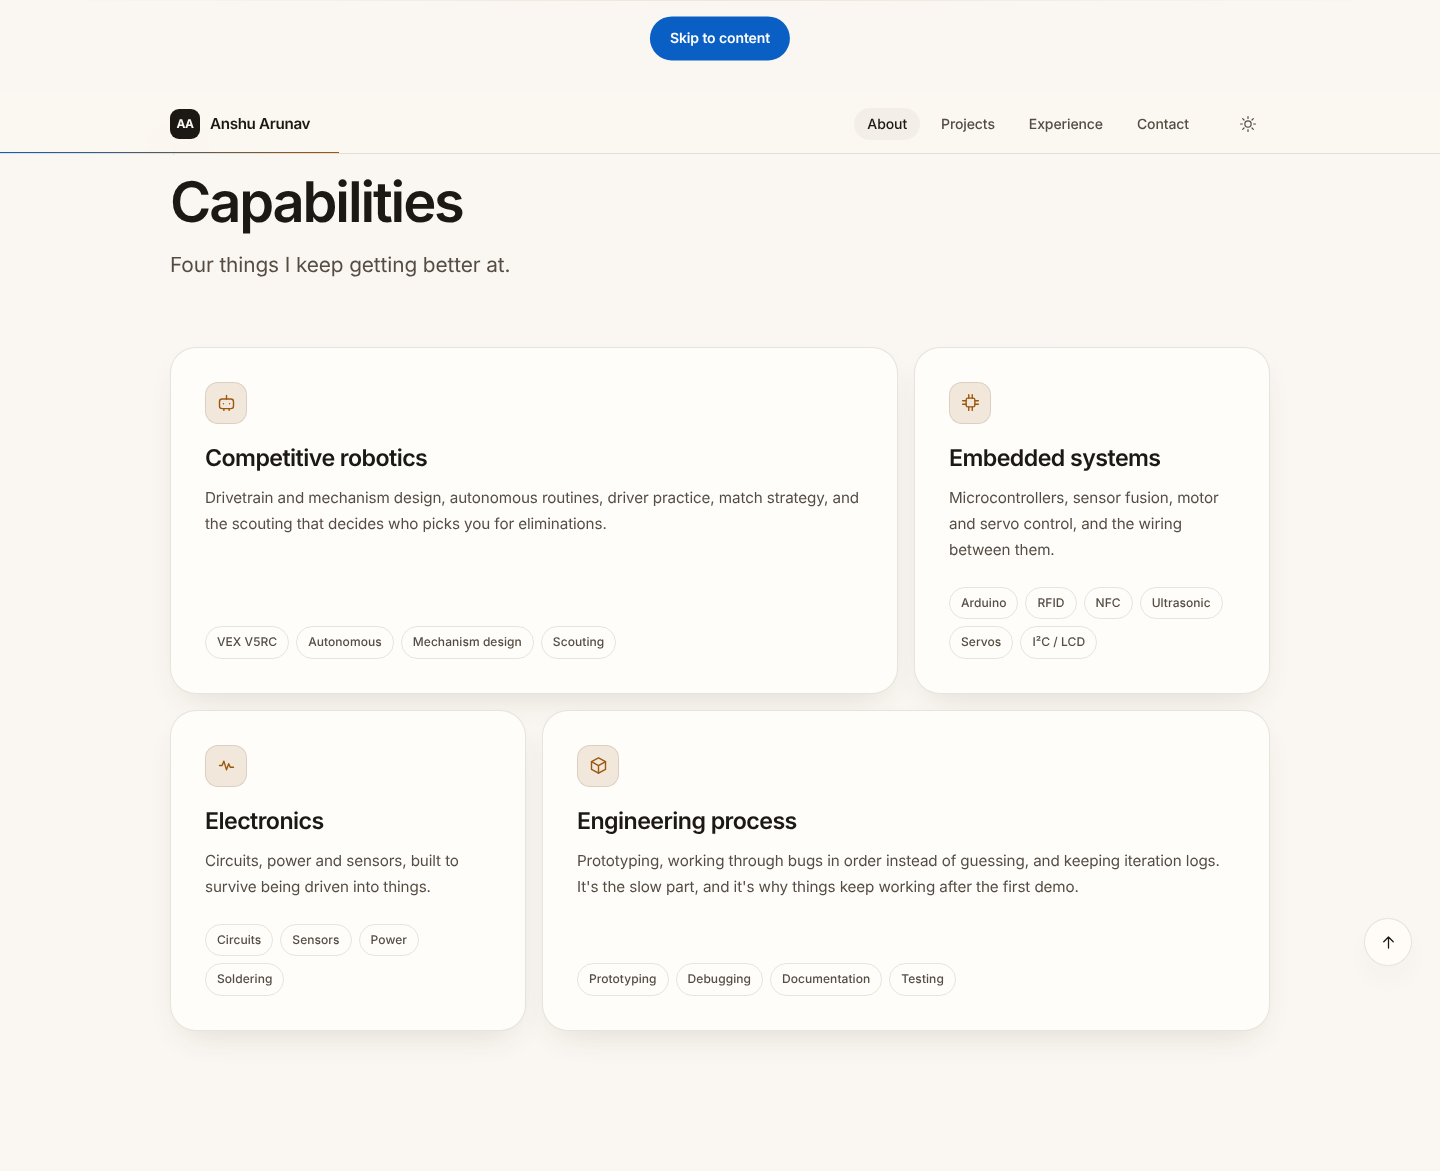 Skip to content
AA
Anshu Arunav
About
Projects
Experience
Contact
Capabilities
Four things I keep getting better at.
Competitive robotics
Drivetrain and mechanism design, autonomous routines, driver practice, match strategy, and
the scouting that decides who picks you for eliminations.
VEX V5RC
Autonomous
Mechanism design
Scouting
Embedded systems
Microcontrollers, sensor fusion, motor
and servo control, and the wiring
between them.
Arduino
RFID
NFC
Ultrasonic
Servos
I²C / LCD
Electronics
Circuits, power and sensors, built to
survive being driven into things.
Circuits
Sensors
Power
Soldering
Engineering process
Prototyping, working through bugs in order instead of guessing, and keeping iteration logs.
It's the slow part, and it's why things keep working after the first demo.
Prototyping
Debugging
Documentation
Testing